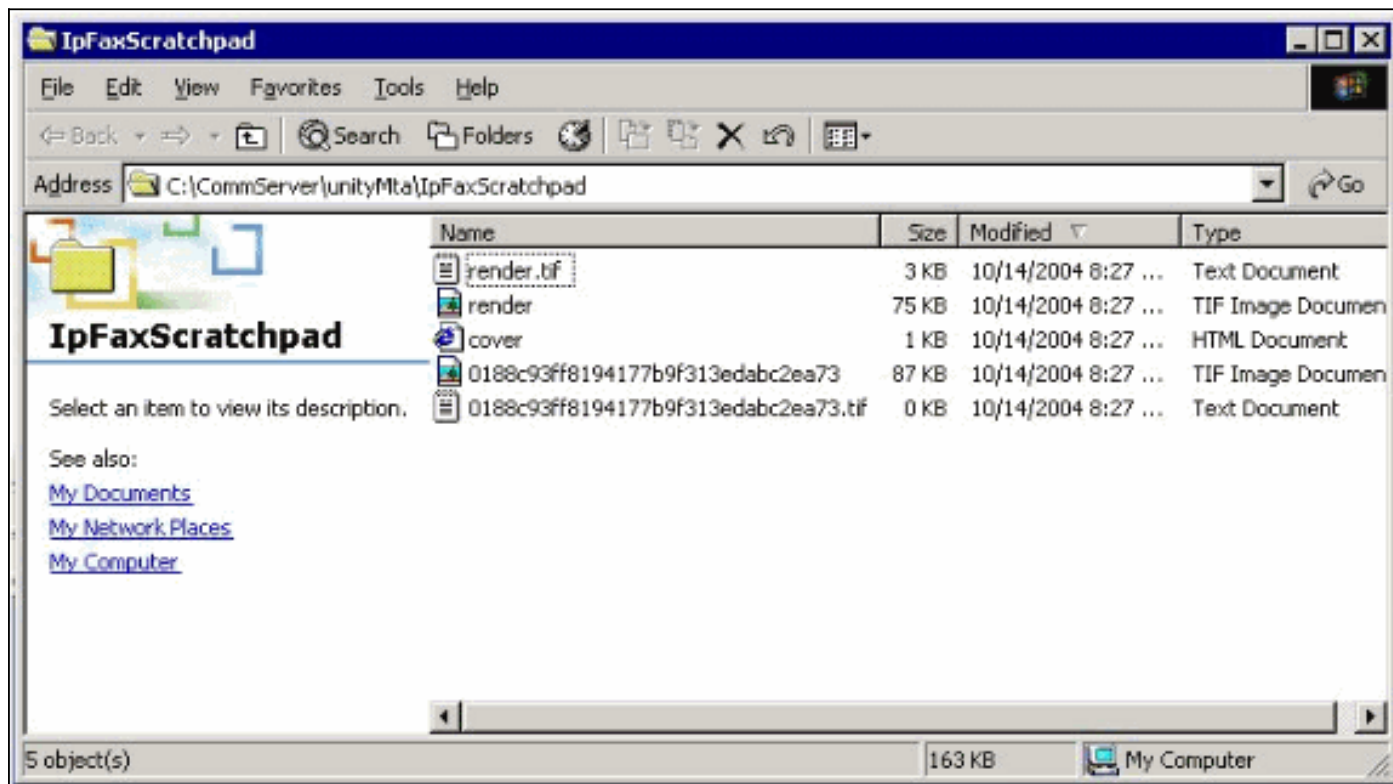 IpFaxScratchpad
File Edit View Favorites Tools Help
Back Search Folders
Address C:\CommServer\unityMta\IpFaxScratchpad Go
Name Size Modified Type
render.tif 3 KB 10/14/2004 8:27 ... Text Document
render 75 KB 10/14/2004 8:27 ... TIF Image Documen
cover 1 KB 10/14/2004 8:27 ... HTML Document
0188c93ff8194177b9f313edabc2ea73 87 KB 10/14/2004 8:27 ... TIF Image Documen
0188c93ff8194177b9f313edabc2ea73.tif 0 KB 10/14/2004 8:27 ... Text Document
IpFaxScratchpad
Select an item to view its description.
See also:
My Documents
My Network Places
My Computer
5 object(s) 163 KB My Computer